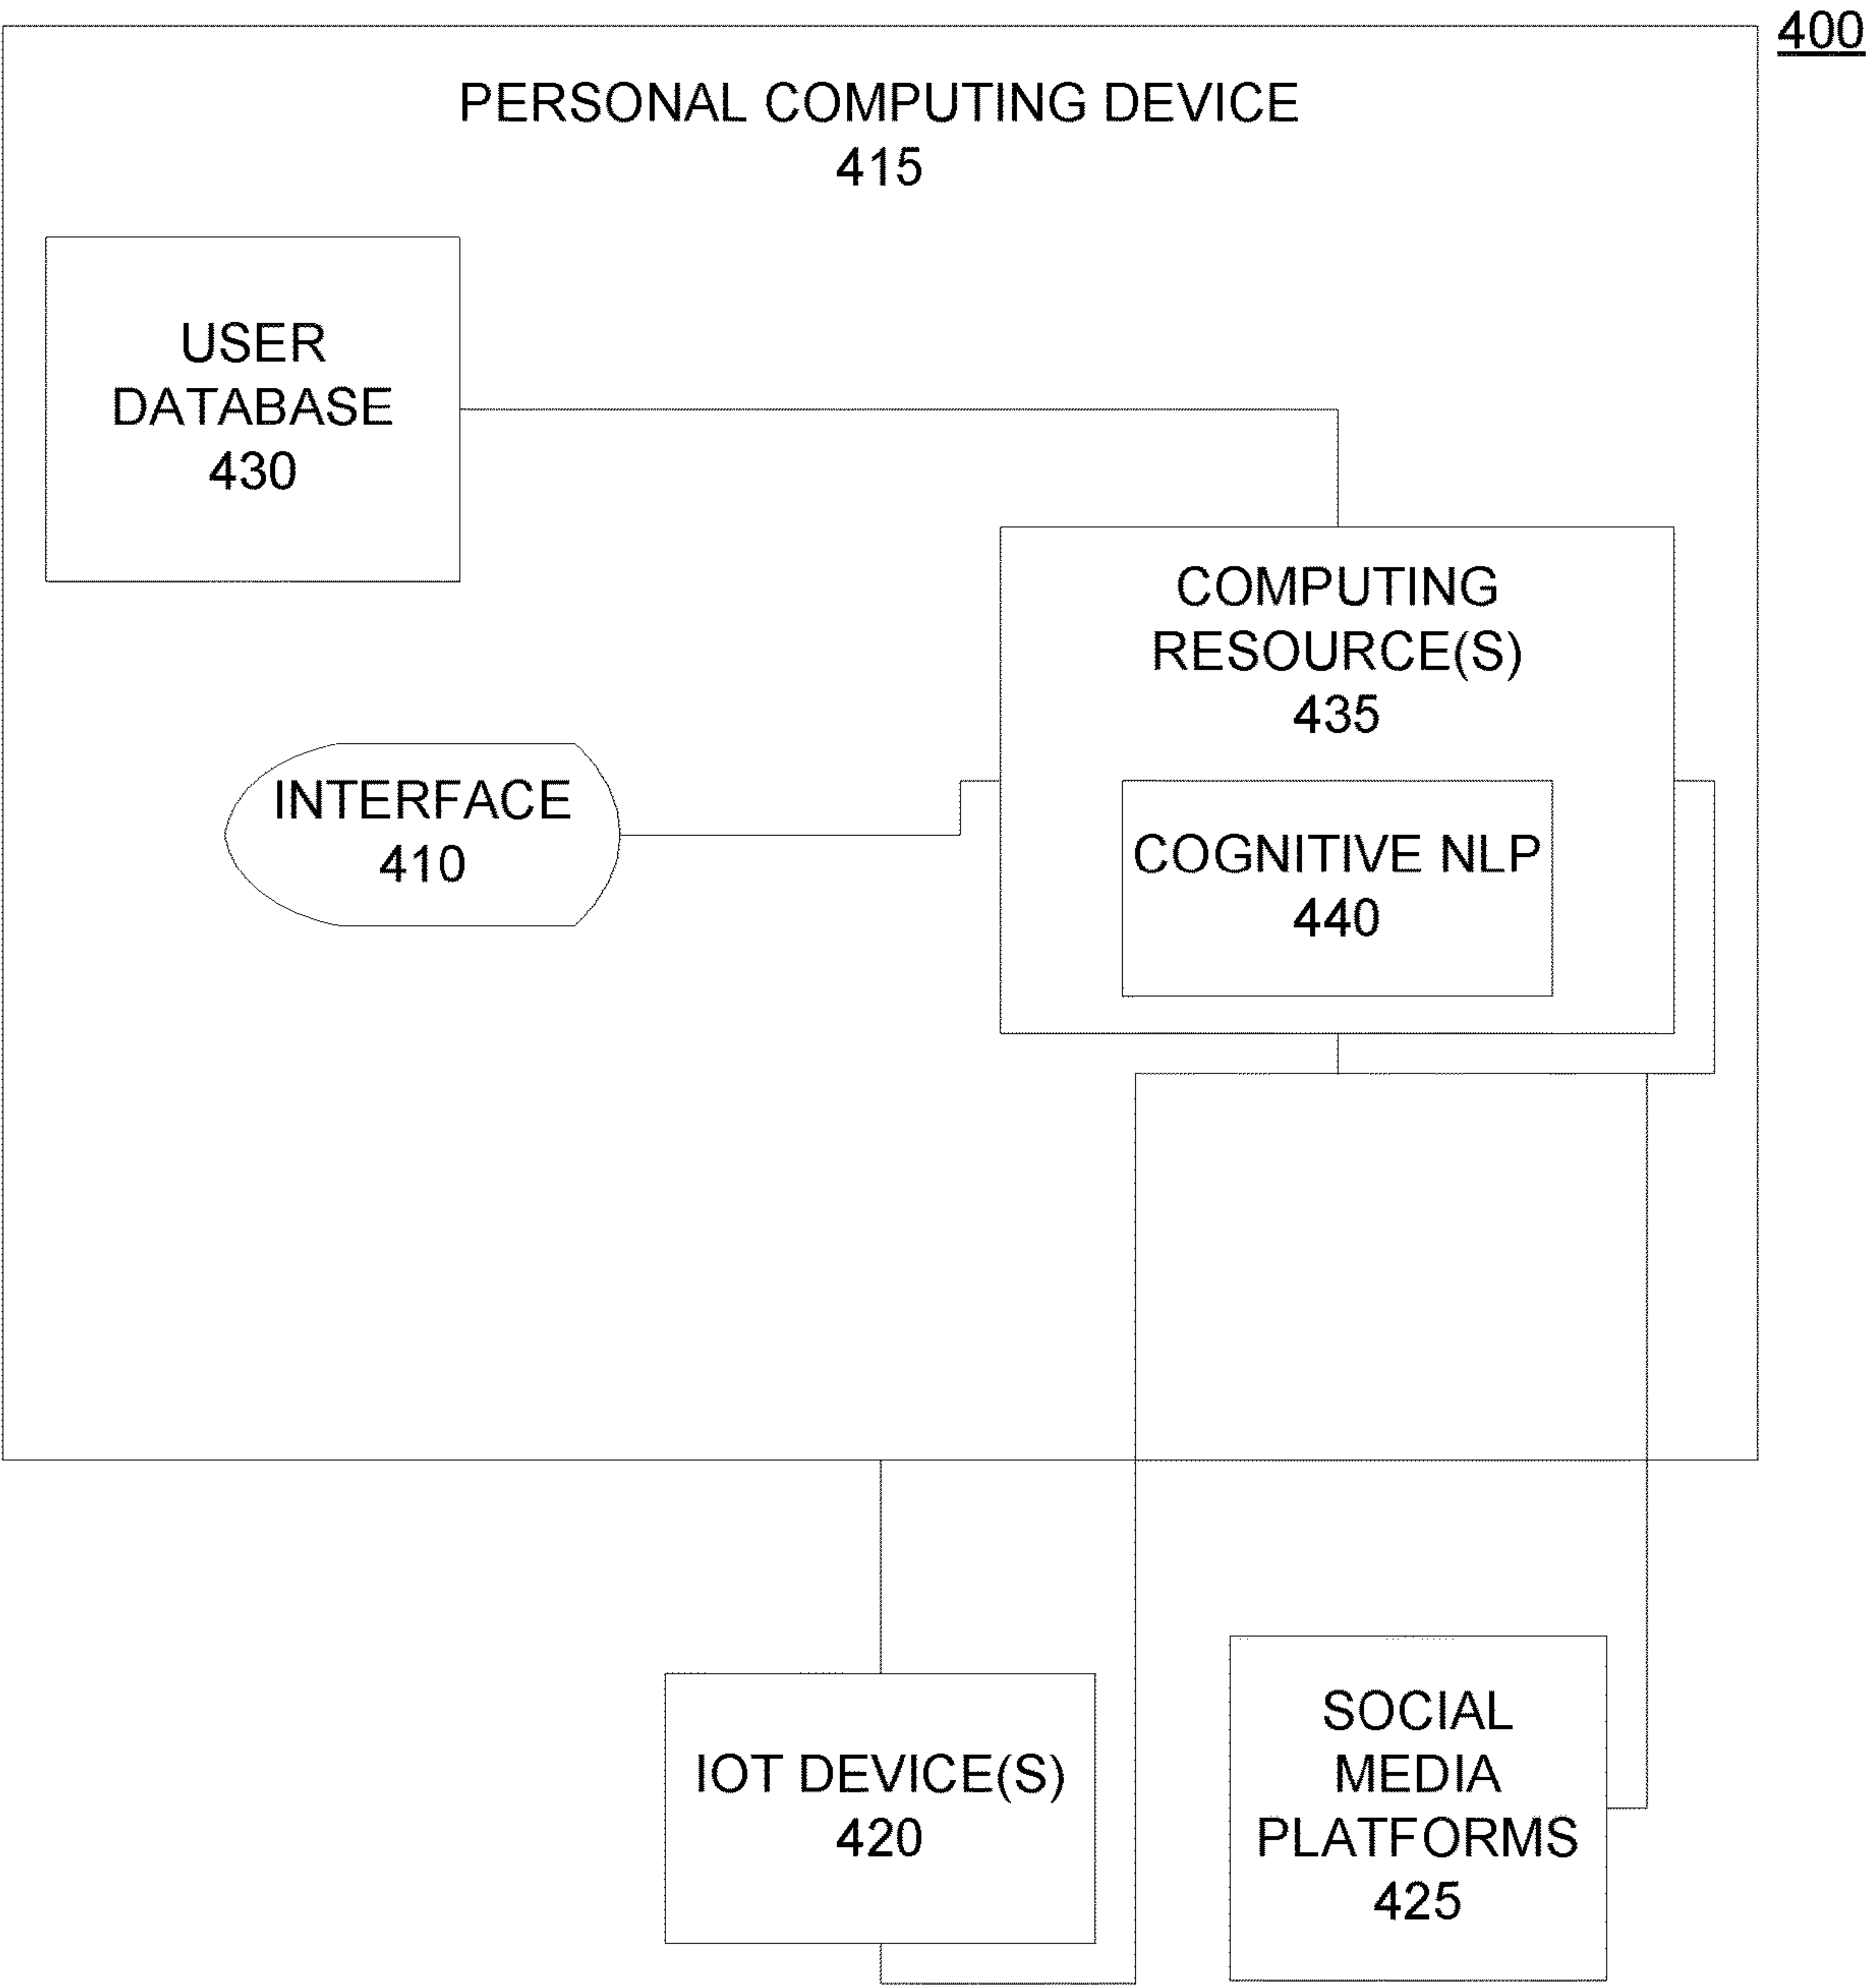 400
PERSONAL COMPUTING DEVICE
415
USER
DATABASE
430
COMPUTING
RESOURCE(S)
435
INTERFACE
410
COGNITIVE NLP
440
IOT DEVICE(S)
420
SOCIAL
MEDIA
PLATFORMS
425